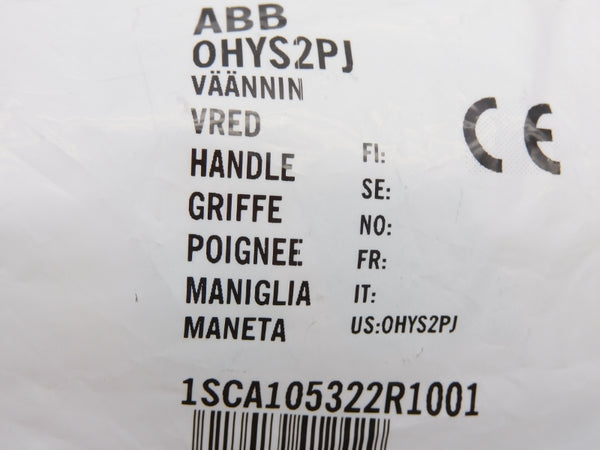 ABB
OHYS2PJ
VÄÄNNIN
VRED
HANDLE
GRIFFE
POIGNEE
MANIGLIA
MANETA
FI:
SE:
NO:
FR:
IT:
US:OHYS2PJ
CE
1SCA105322R1001